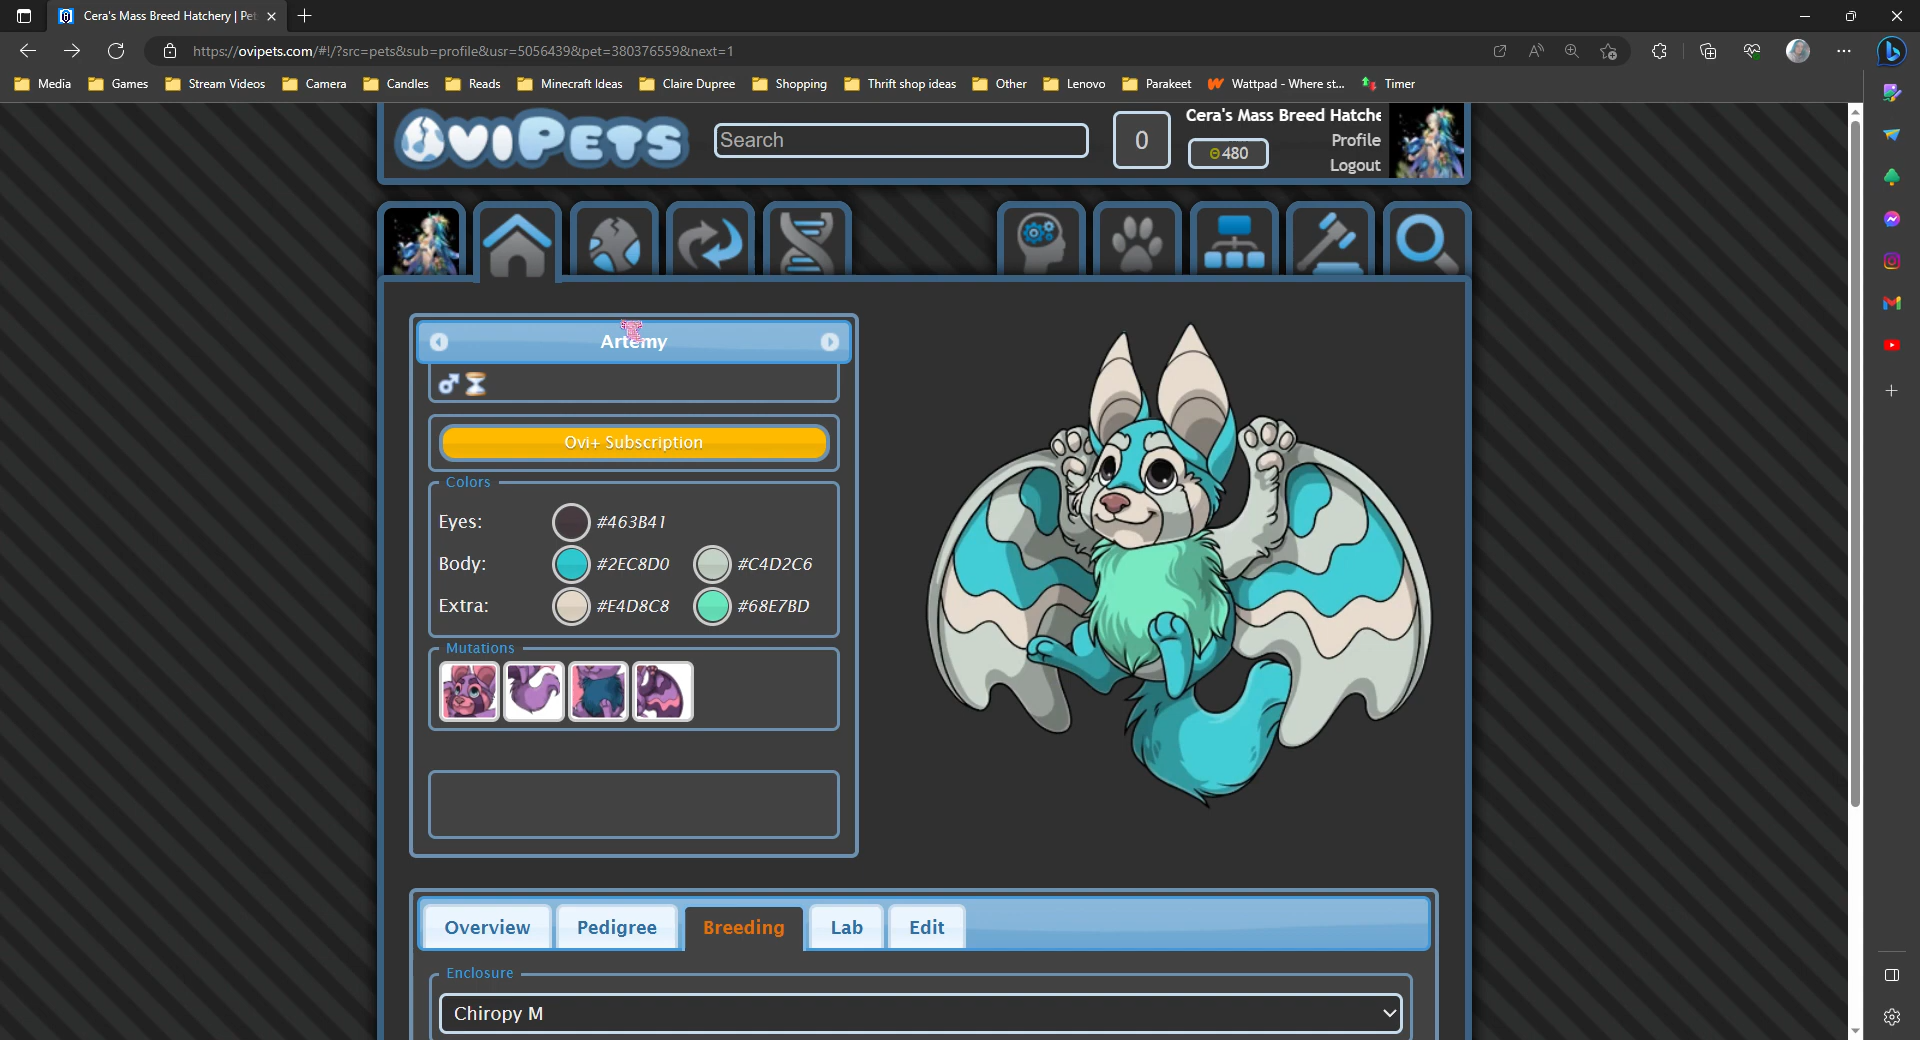 Cera's Mass Breed Hatchery | Pet
https://ovipets.com/#!/?src=pets&sub=profile&usr=5056439&pet=380376559&next=1
Media Games Stream Videos Camera Candles Reads Minecraft Ideas Claire Dupree Shopping Thrift shop ideas Other Lenovo Parakeet Wattpad - Where st... Timer
OviPets
Search
0
Cera's Mass Breed Hatche
480
Profile
Logout
Artemy
Ovi+ Subscription
Colors
Eyes: #463B41
Body: #2EC8D0 #C4D2C6
Extra: #E4D8C8 #68E7BD
Mutations
Overview Pedigree Breeding Lab Edit
Enclosure
Chiropy M